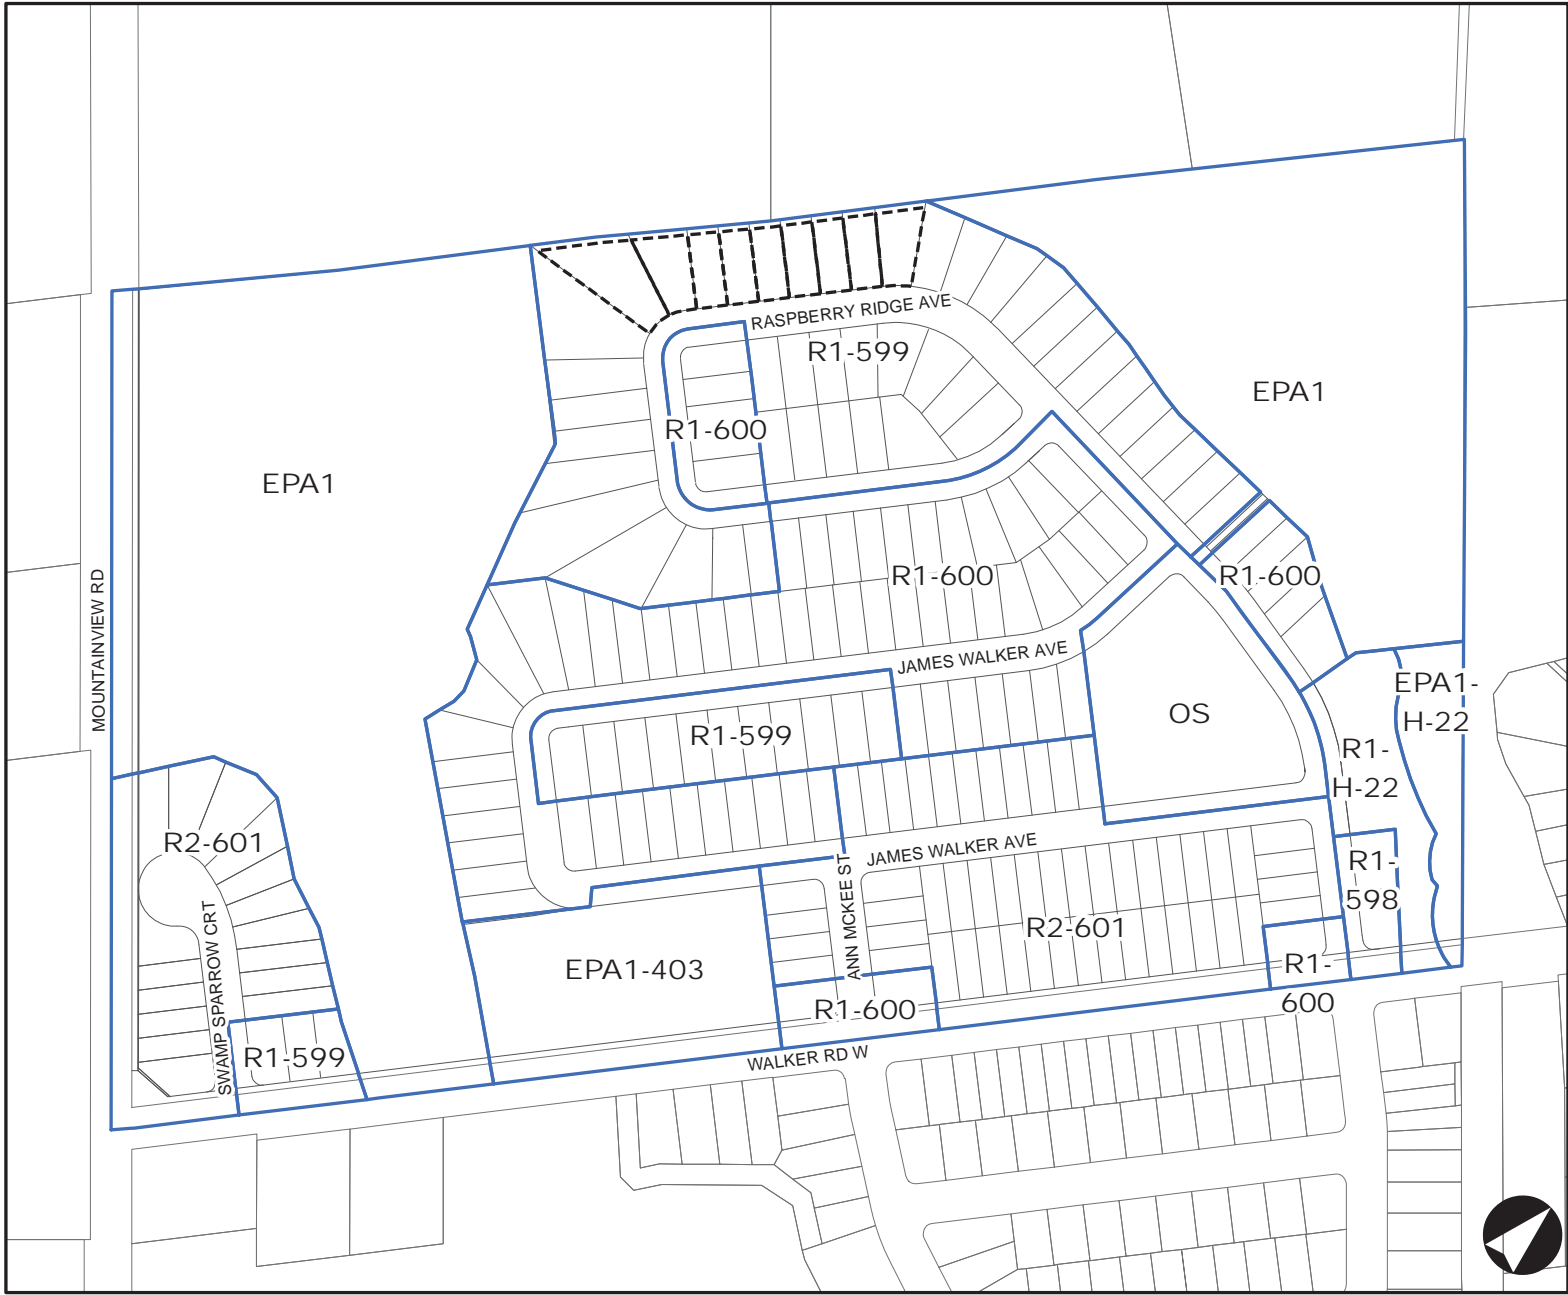 RASPBERRY RIDGE AVE
R1-599
EPA1
R1-600
EPA1
R1-600
R1-600
MOUNTAINVIEW RD
JAMES WALKER AVE
EPA1-
H-22
OS
R1-599
R1-
H-22
R2-601
JAMES WALKER AVE
R1-
598
ANN MCKEE ST
R2-601
SWAMP SPARROW CRT
EPA1-403
R1-
600
R1-600
R1-599
WALKER RD W